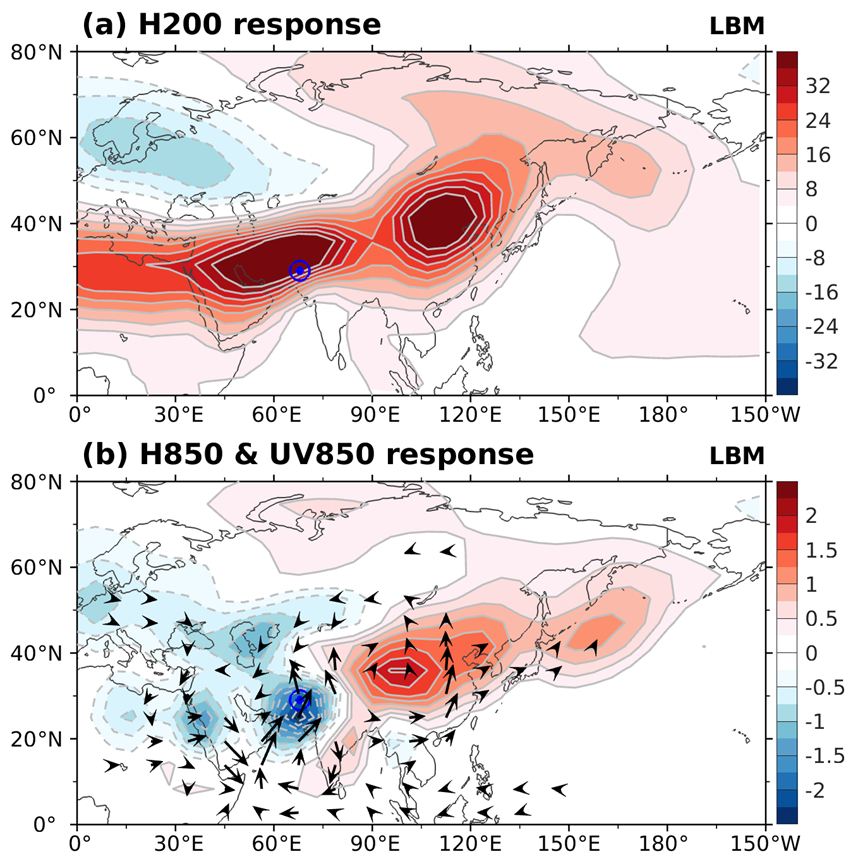 (a) H200 response LBM
80°N
60°N
40°N
20°N
0°
0° 30°E 60°E 90°E 120°E 150°E 180° 150°W
32
24
16
8
0
-8
-16
-24
-32
(b) H850 & UV850 response LBM
80°N
60°N
40°N
20°N
0°
0° 30°E 60°E 90°E 120°E 150°E 180° 150°W
2
1.5
1
0.5
0
-0.5
-1
-1.5
-2